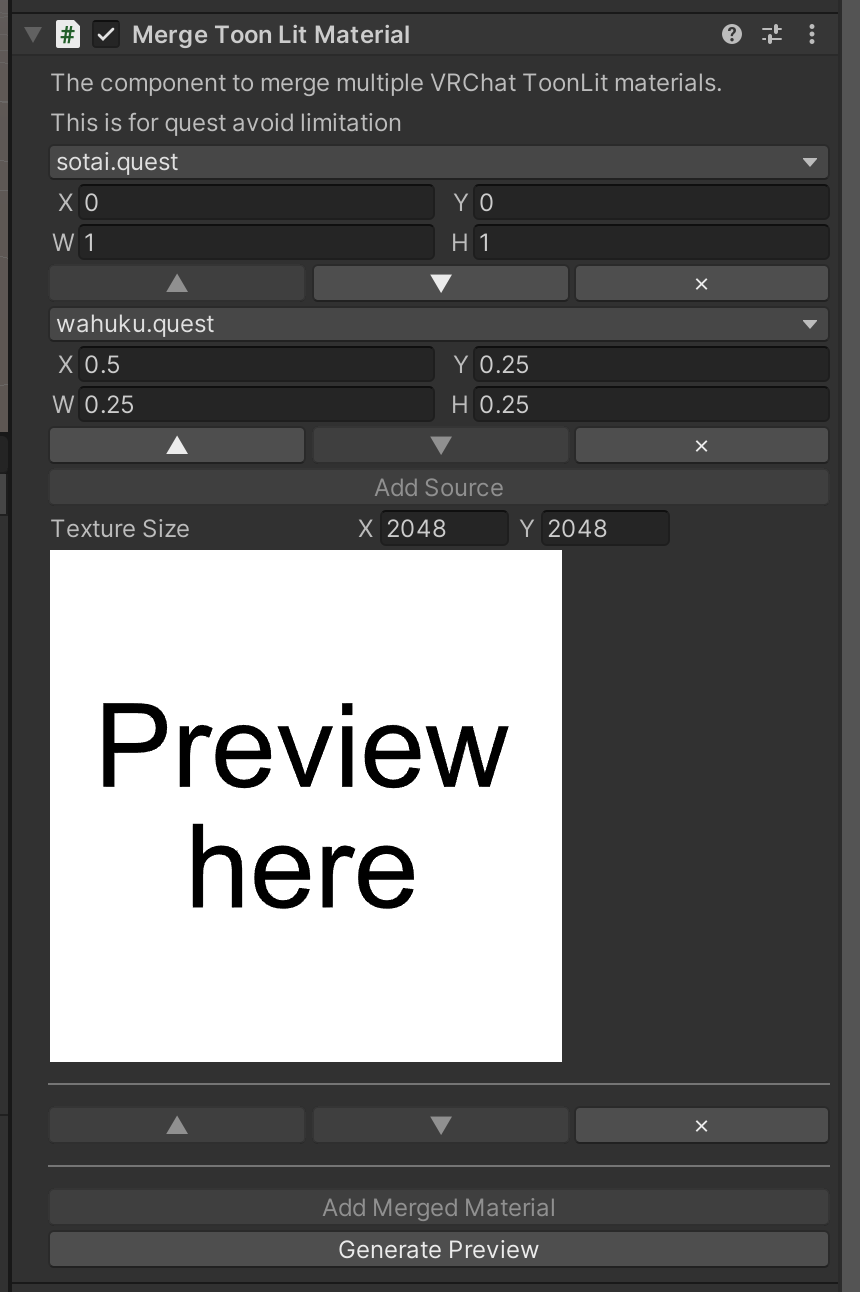 Merge Toon Lit Material
The component to merge multiple VRChat ToonLit materials.
This is for quest avoid limitation
sotai.quest
X 0 Y 0
W 1 H 1
▲ ▼ ×
wahuku.quest
X 0.5 Y 0.25
W 0.25 H 0.25
▲ ▼ ×
Add Source
Texture Size X 2048 Y 2048
Preview
here
▲ ▼ ×
Add Merged Material
Generate Preview